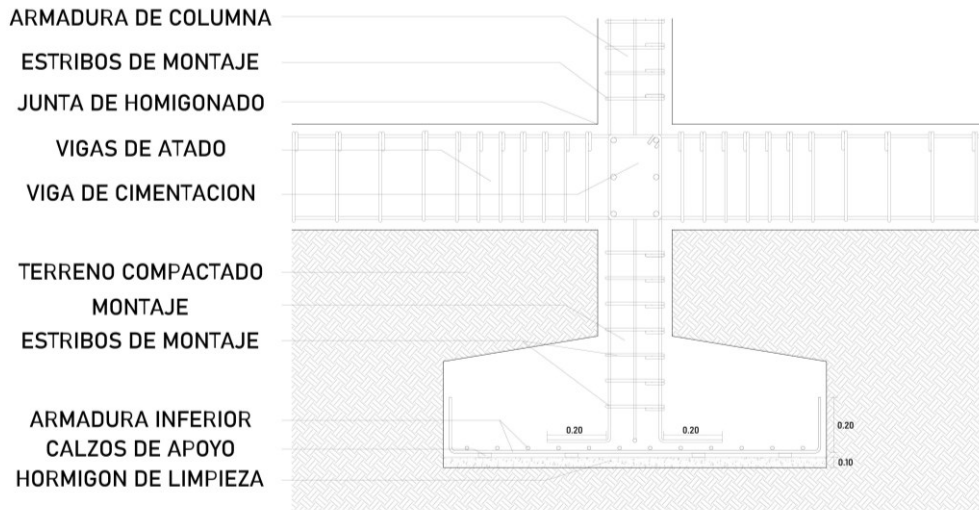 ARMADURA DE COLUMNA
ESTRIBOS DE MONTAJE
JUNTA DE HOMIGONADO
VIGAS DE ATADO
VIGA DE CIMENTACION
TERRENO COMPACTADO
MONTAJE
ESTRIBOS DE MONTAJE
ARMADURA INFERIOR
CALZOS DE APOYO
HORMIGON DE LIMPIEZA
0.20
0.20
0.20
0.10